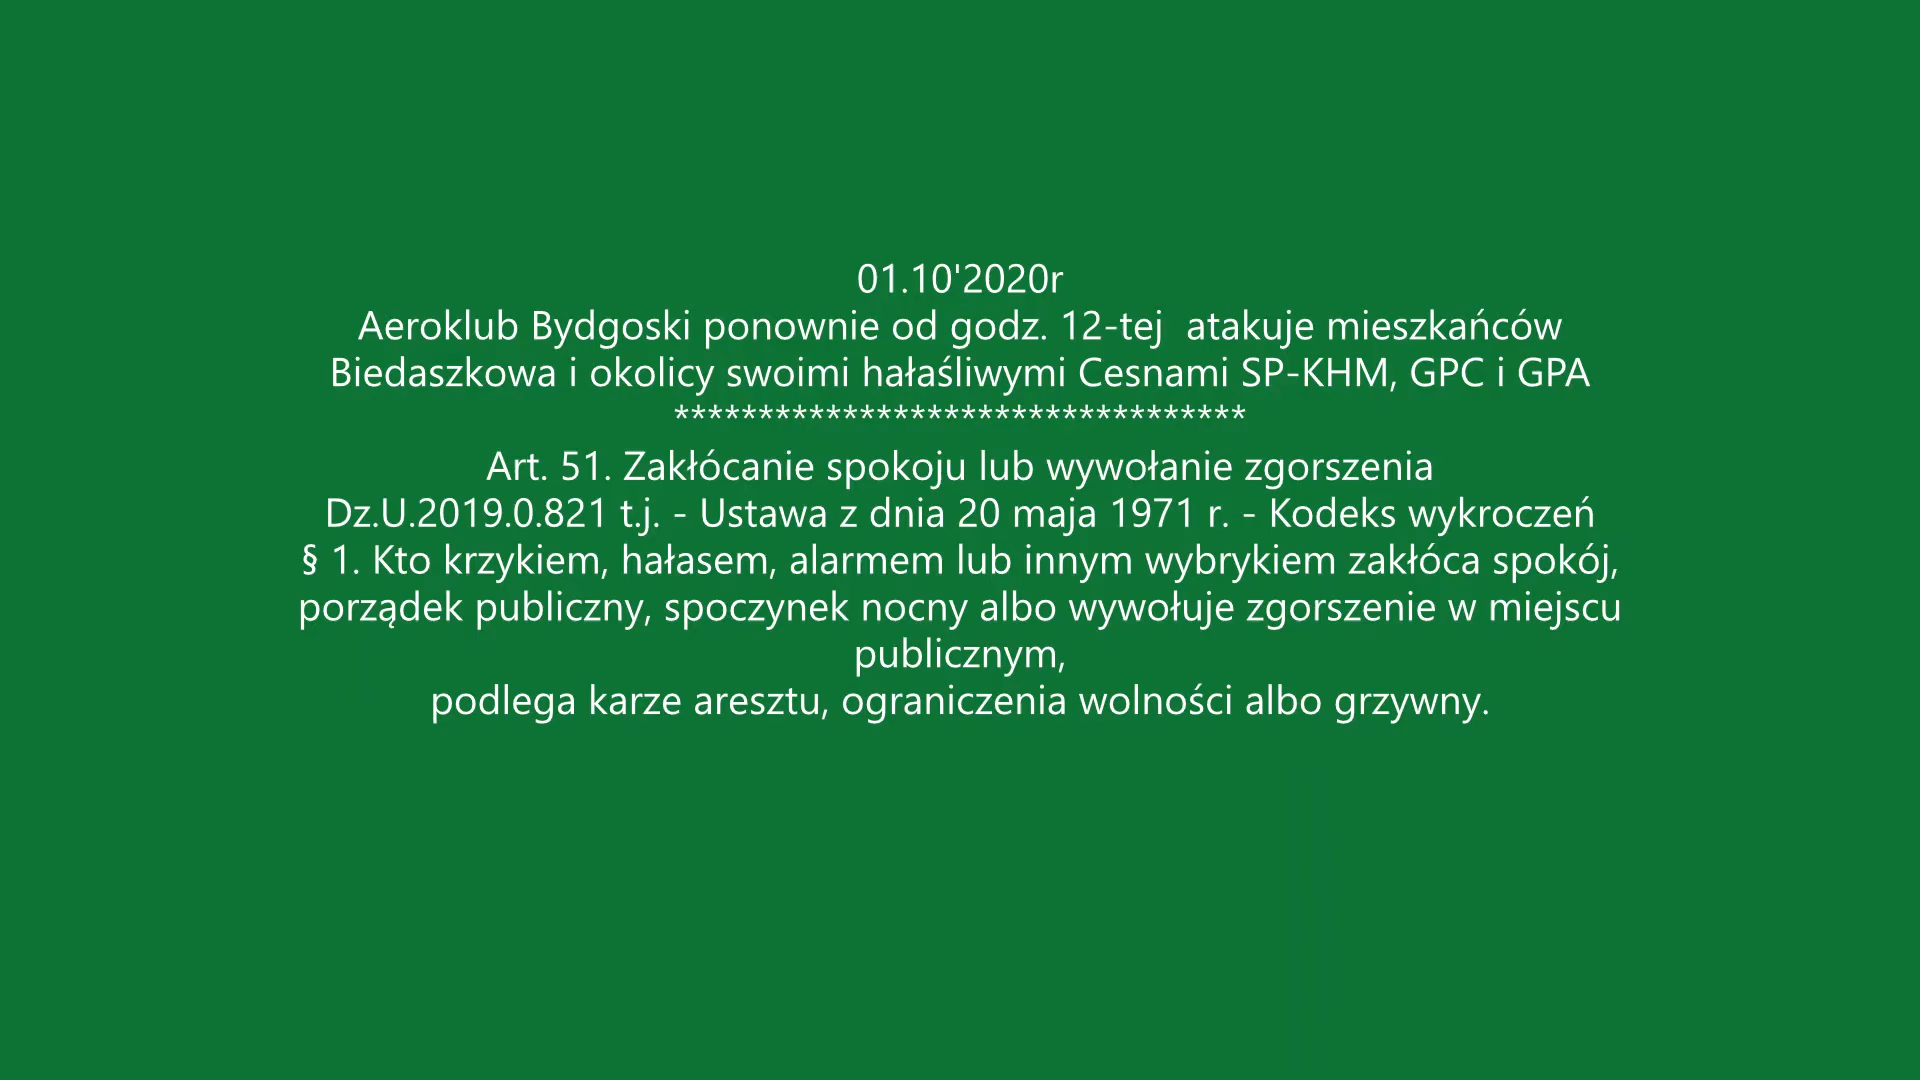 01.10'2020r
Aeroklub Bydgoski ponownie od godz. 12-tej  atakuje mieszkańców
Biedaszkowa i okolicy swoimi hałaśliwymi Cesnami SP-KHM, GPC i GPA
**********************************
Art. 51. Zakłócanie spokoju lub wywołanie zgorszenia
Dz.U.2019.0.821 t.j. - Ustawa z dnia 20 maja 1971 r. - Kodeks wykroczeń
§ 1. Kto krzykiem, hałasem, alarmem lub innym wybrykiem zakłóca spokój,
porządek publiczny, spoczynek nocny albo wywołuje zgorszenie w miejscu
publicznym,
podlega karze aresztu, ograniczenia wolności albo grzywny.